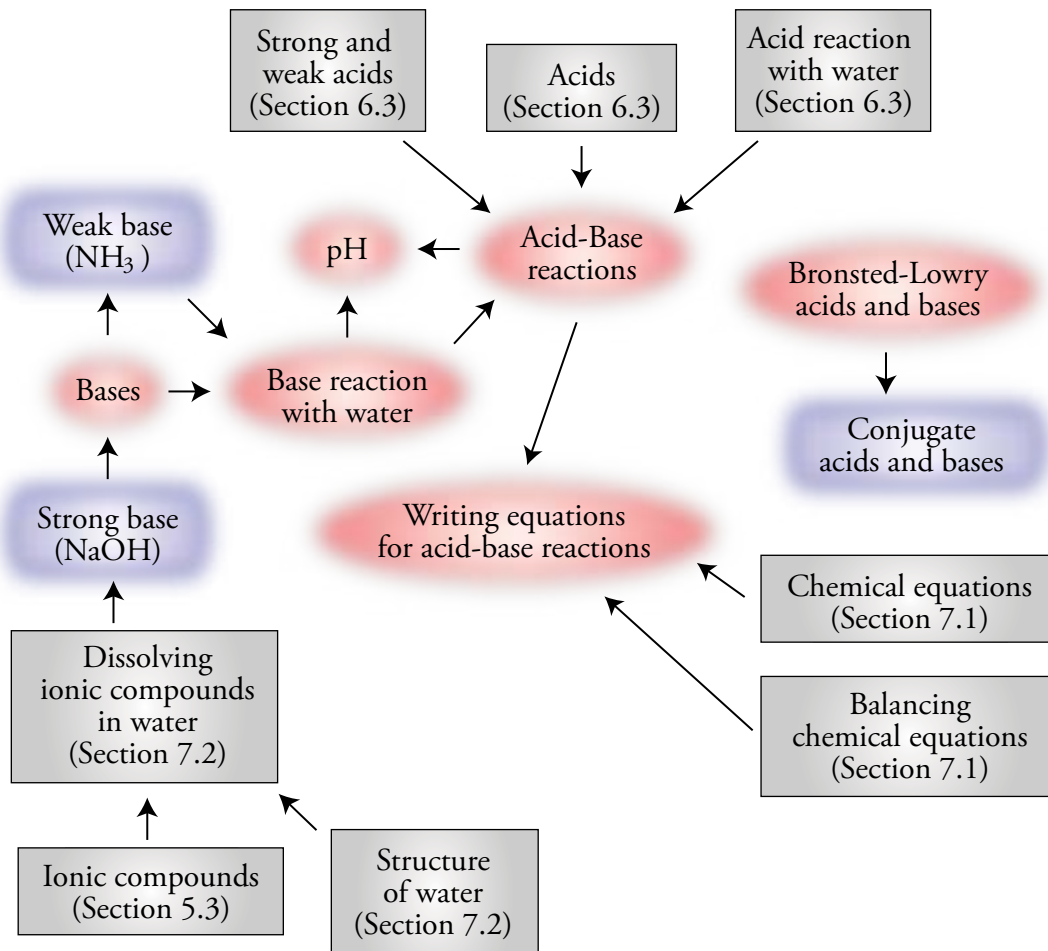 Strong and
weak acids
(Section 6.3)
Acids
(Section 6.3)
Acid reaction
with water
(Section 6.3)
Weak base
(NH₃ )
pH
Acid-Base
reactions
Bronsted-Lowry
acids and bases
Bases
Base reaction
with water
Conjugate
acids and bases
Strong base
(NaOH)
Writing equations
for acid-base reactions
Chemical equations
(Section 7.1)
Dissolving
ionic compounds
in water
(Section 7.2)
Balancing
chemical equations
(Section 7.1)
Ionic compounds
(Section 5.3)
Structure
of water
(Section 7.2)